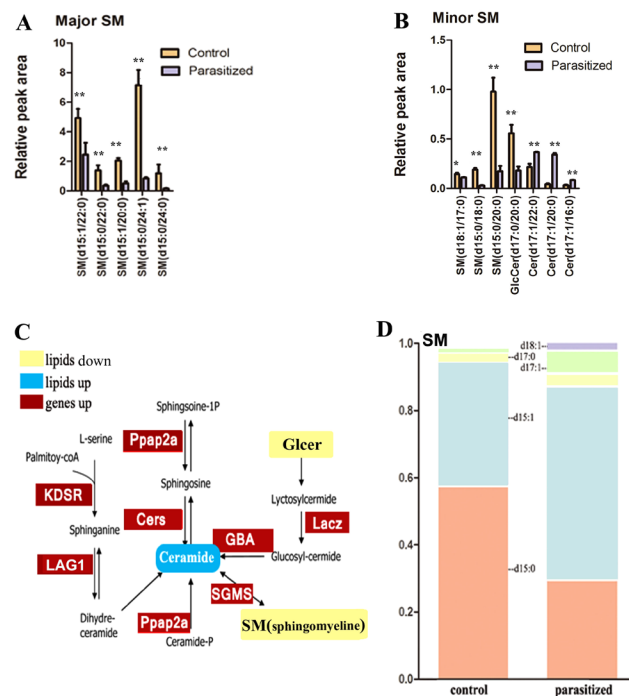 A
Major SM
Relative peak area
10
8
6
4
2
0
Control
Parasitized
**
**
**
**
**
SM(d15:1/22:0)
SM(d15:0/22:0)
SM(d15:1/20:0)
SM(d15:0/24:1)
SM(d15:0/24:0)
B
Minor SM
Relative peak area
1.5
1.0
0.5
0.0
Control
Parasitized
*
**
**
**
**
**
**
SM(d18:1/17:0)
SM(d15:0/18:0)
SM(d15:0/20:0)
GlcCer(d17:0/20:0)
Cer(d17:1/22:0)
Cer(d17:1/20:0)
Cer(d17:1/16:0)
C
lipids down
lipids up
genes up
Sphingsoine-1P
L-serine
Ppap2a
Glcer
Palmitoy-coA
Sphingosine
Lyctosylcermide
KDSR
Cers
Lacz
Sphinganine
GBA
Ceramide
Glucosyl-cermide
LAG1
SGMS
Dihydre-
ceramide
Ppap2a
Ceramide-P
SM(sphingomyeline)
D
SM
1.0
0.8
0.6
0.4
0.2
0.0
d18:1
d17:0
d17:1
d15:1
d15:0
control
parasitized